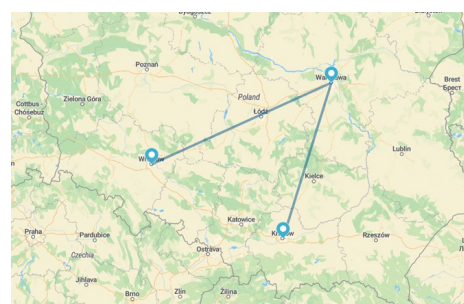 Poznań
Warszawa
Poland
Brest
Брест
Cottbus
Chóśebuz
Zielona Góra
Łódź
Lublin
Wrocław
Kielce
Katowice
Kraków
Rzeszów
Praha
Pardubice
Ostrava
Czechia
Jihlava
Brno
Zlín
Žilina